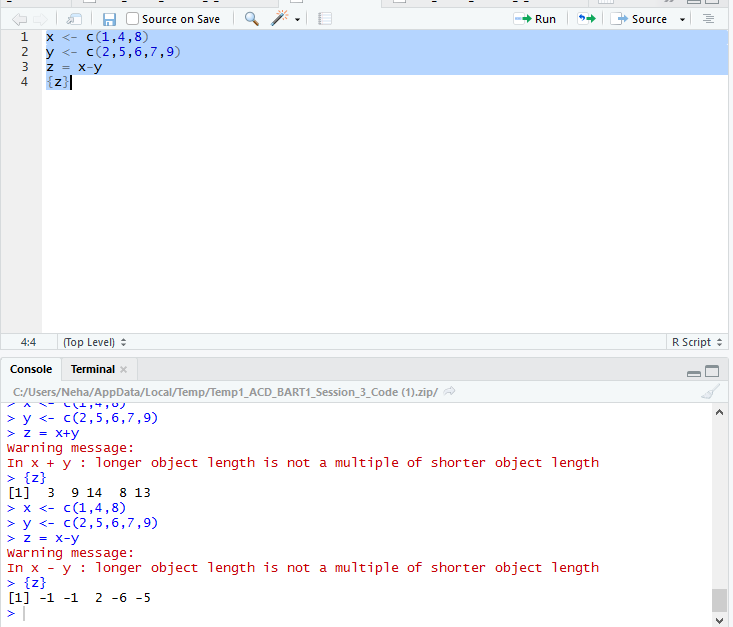 Source on Save Run Source
1 x <- c(1,4,8)
2 y <- c(2,5,6,7,9)
3 z = x-y
4 {z}
4:4 (Top Level) R Script
Console Terminal
C:/Users/Neha/AppData/Local/Temp/Temp1_ACD_BART1_Session_3_Code (1).zip/
> x <- c(1,4,8)
> y <- c(2,5,6,7,9)
> z = x+y
Warning message:
In x + y : longer object length is not a multiple of shorter object length
> {z}
[1]  3  9 14  8 13
> x <- c(1,4,8)
> y <- c(2,5,6,7,9)
> z = x-y
Warning message:
In x - y : longer object length is not a multiple of shorter object length
> {z}
[1] -1 -1  2 -6 -5
>